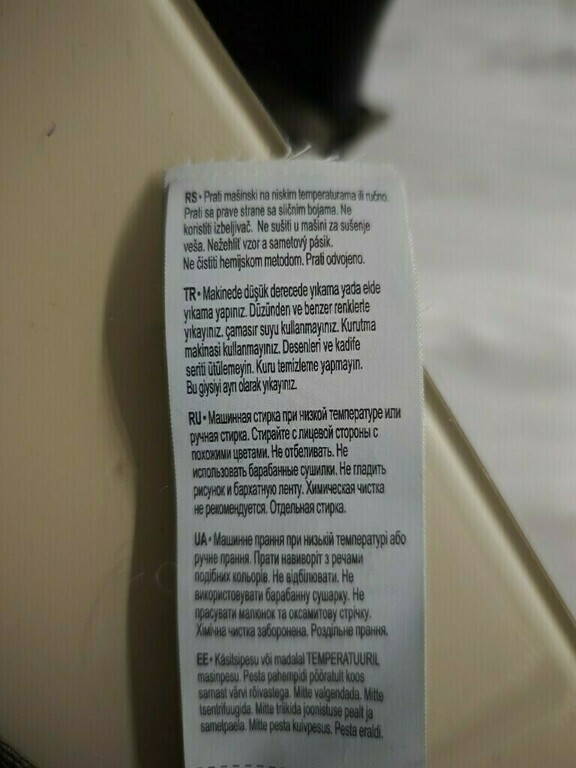 RS • Prati mašinski na niskim temperaturama ili ručno.
Prati sa prave strane sa sličnim bojama. Ne
koristiti izbeljivač. Ne sušiti u mašini za sušenje
veša. Nežehliť vzor a sametový pásik.
Ne čistiti hemijskom metodom. Prati odvojeno.
TR • Makinede düşük derecede yıkama yada elde
yıkama yapınız. Düzünden ve benzer renklerle
yıkayınız. çamasır suyu kullanmayınız. Kurutma
makinasi kullanmayınız. Desenleri ve kadife
seriti ütülemeyin. Kuru temizleme yapmayın.
Bu giysiyi ayrı olarak yıkayınız.
RU • Машинная стирка при низкой температуре или
ручная стирка. Стирайте с лицевой стороны с
похожими цветами. Не отбеливать. Не
использовать барабанные сушилки. Не гладить
рисунок и бархатную ленту. Химическая чистка
не рекомендуется. Отдельная стирка.
UA • Машинне прання при низькій температурі або
ручне прання. Прати навиворіт з речами
подібних кольорів. Не відбілювати. Не
використовувати барабанну сушарку. Не
прасувати малюнок та оксамитову стрічку.
Хімічна чистка заборонена. Роздільне прання.
EE • Käsitsipesu või madalal TEMPERATUURIL
masinpesu. Pesta pahempidi pööratult koos
samast värvi rõivastega. Mitte valgendada. Mitte
tsentrifuugida. Mitte triikida joonistuse pealt ja
sametpaela. Mitte pesta kuivpesus. Pesta eraldi.